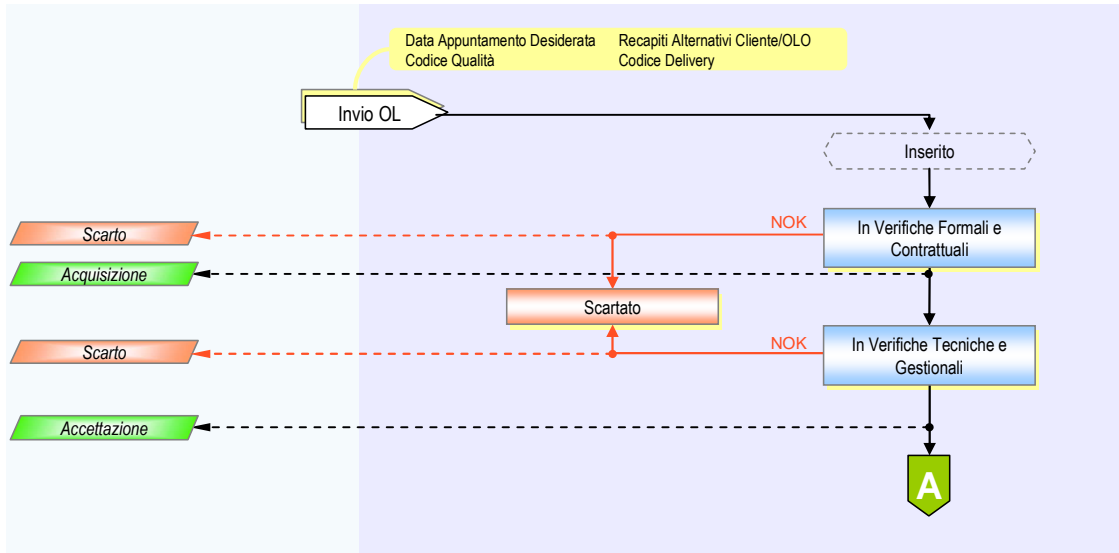 Data Appuntamento Desiderata Recapiti Alternativi Cliente/OLO
Codice Qualità Codice Delivery
Invio OL
Inserito
Scarto
NOK
In Verifiche Formali e
Contrattuali
Acquisizione
Scartato
Scarto
NOK
In Verifiche Tecniche e
Gestionali
Accettazione
A